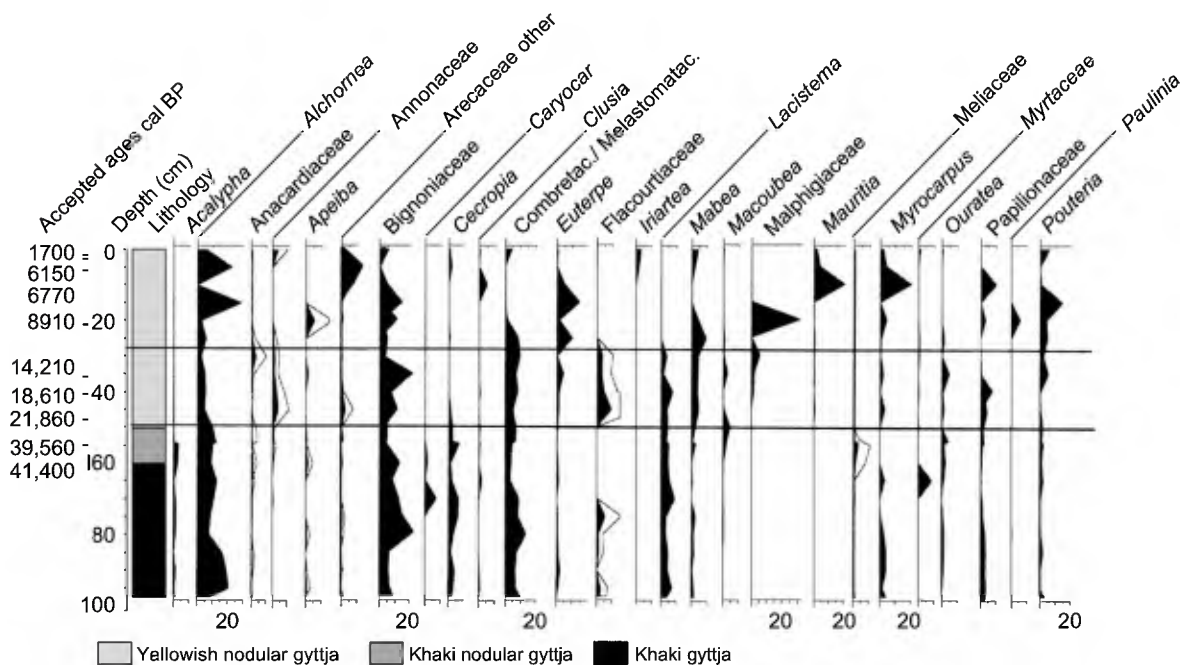 Accepted ages cal BP
Depth (cm)
Lithology
Acalypha
Alchornea
Anacardiaceae
Annonaceae
Apeiba
Arecaceae other
Bignoniaceae
Caryocar
Cecropia
Clusia
Combretac./ Melastomatac.
Euterpe
Flacourtiaceae
Iriartea
Lacistema
Mabea
Macoubea
Malphigiaceae
Mauritia
Meliaceae
Myrocarpus
Myrtaceae
Ouratea
Papilionaceae
Paulinia
Pouteria
1700
6150
6770
8910
14,210
18,610
21,860
39,560
41,400
0
20
40
60
80
100
20 20 20 20 20 20
Yallowish nodular gyttja
Khaki nodular gyttja
Khaki gyttja